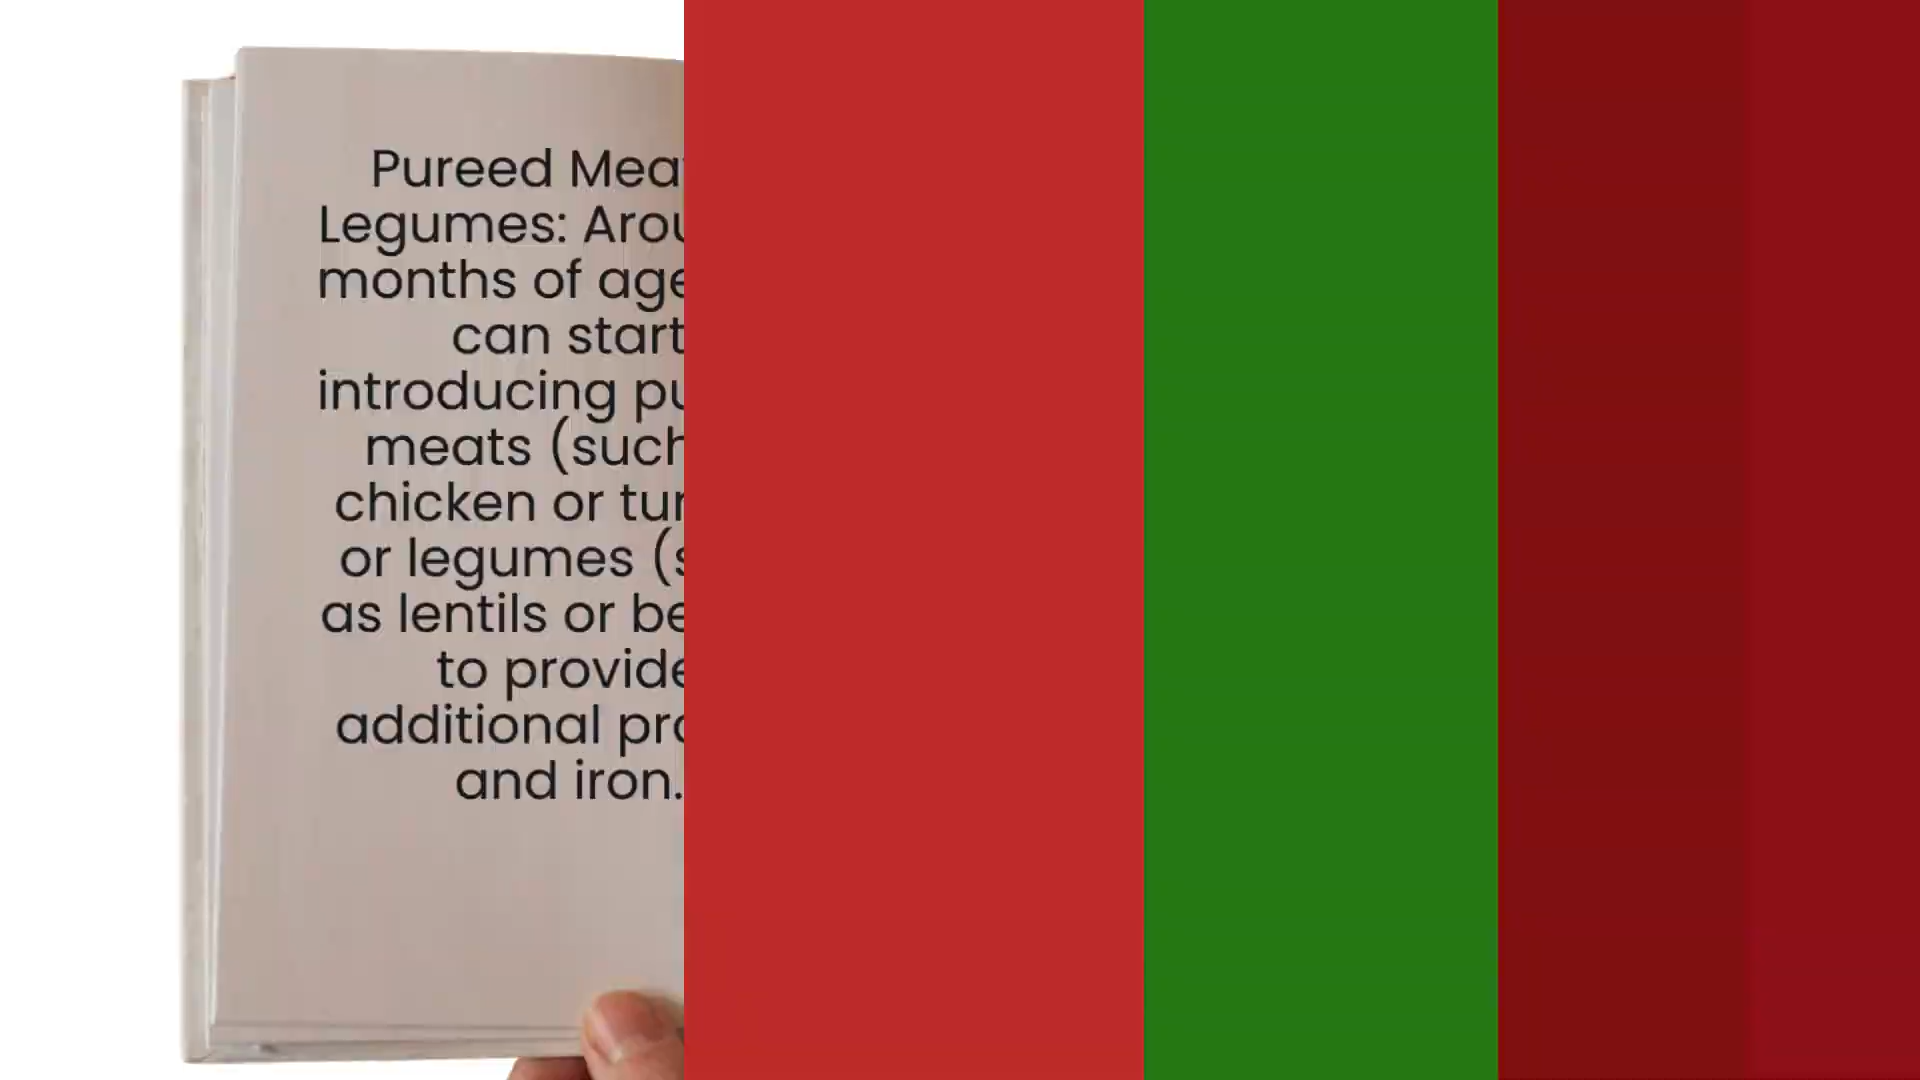 Pureed Mea
Legumes: Arou
months of age
can start
introducing pu
meats (such
chicken or tur
or legumes (s
as lentils or be
to provide
additional pro
and iron.